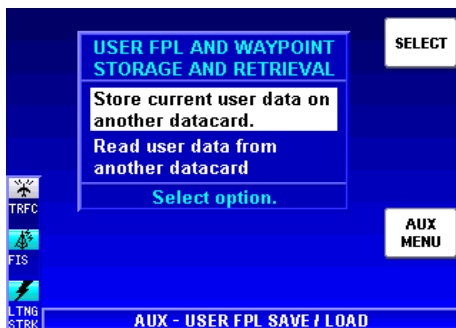 USER FPL AND WAYPOINT
STORAGE AND RETRIEVAL
SELECT
Store current user data on
another datacard.
Read user data from
another datacard
Select option.
TRFC
FIS
LTNG
STRK
AUX
MENU
AUX - USER FPL SAVE / LOAD